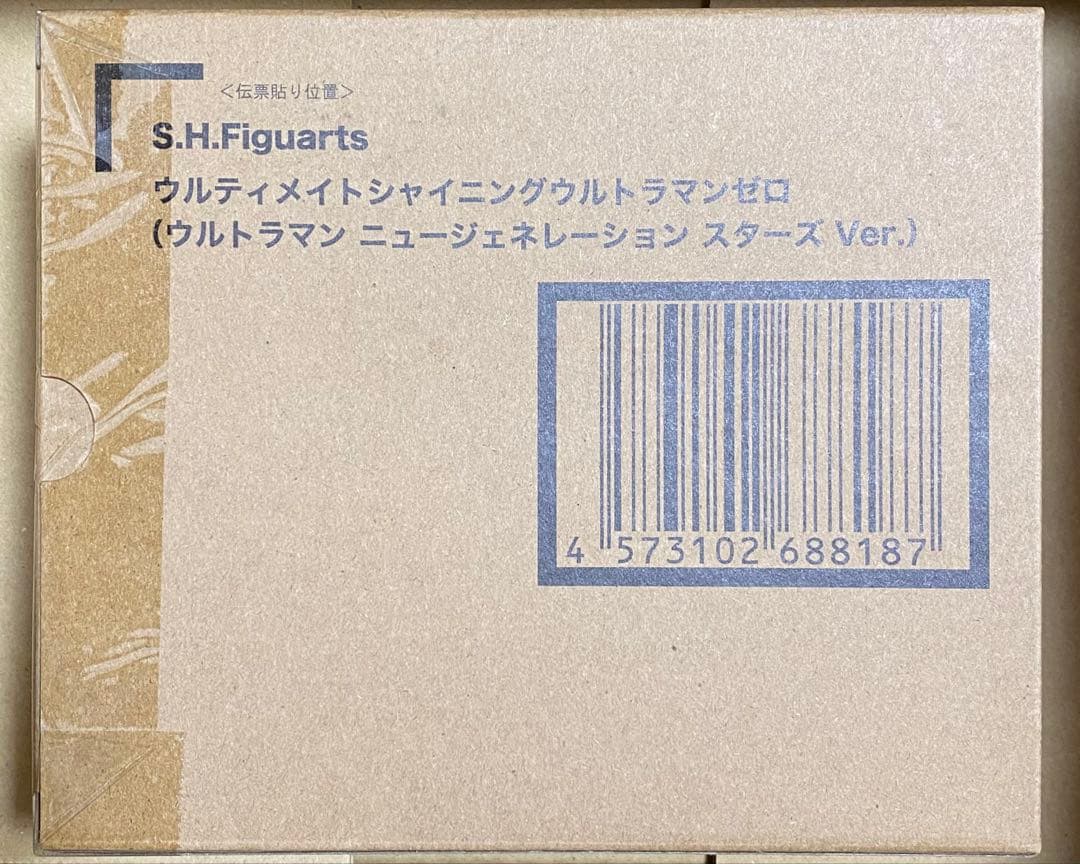 ＜伝票貼り位置＞
S.H.Figuarts
ウルティメイトシャイニングウルトラマンゼロ
(ウルトラマン ニュージェネレーション スターズ Ver.)
4 573102 688187